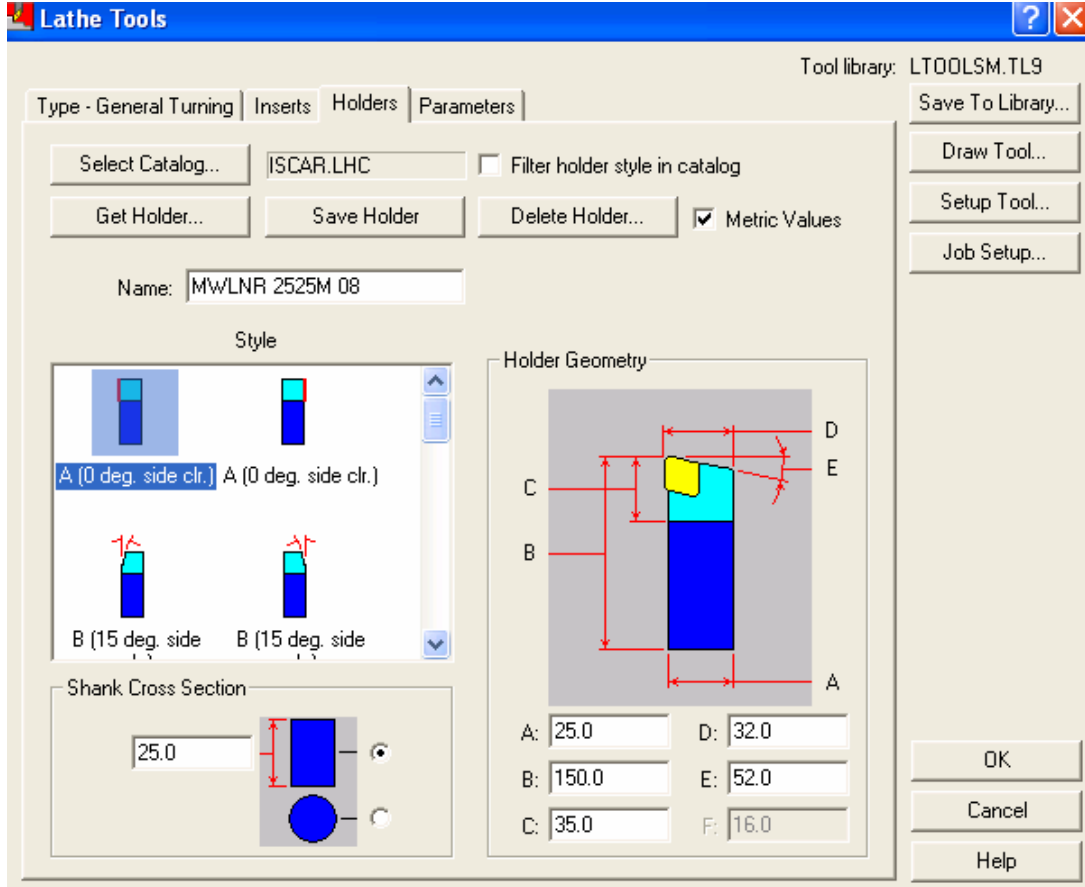 Lathe Tools
Tool library: LTOOLSM.TL9
Type - General Turning Inserts Holders Parameters
Save To Library...
Select Catalog... ISCAR.LHC Filter holder style in catalog
Draw Tool...
Get Holder... Save Holder Delete Holder... Metric Values
Setup Tool...
Job Setup...
Name: MWLNR 2525M 08
Style
A (0 deg. side clr.) A (0 deg. side clr.)
B (15 deg. side B (15 deg. side
Holder Geometry
D
E
C
B
A
Shank Cross Section
25.0
A: 25.0 D: 32.0
B: 150.0 E: 52.0
C: 35.0 F: 16.0
OK
Cancel
Help